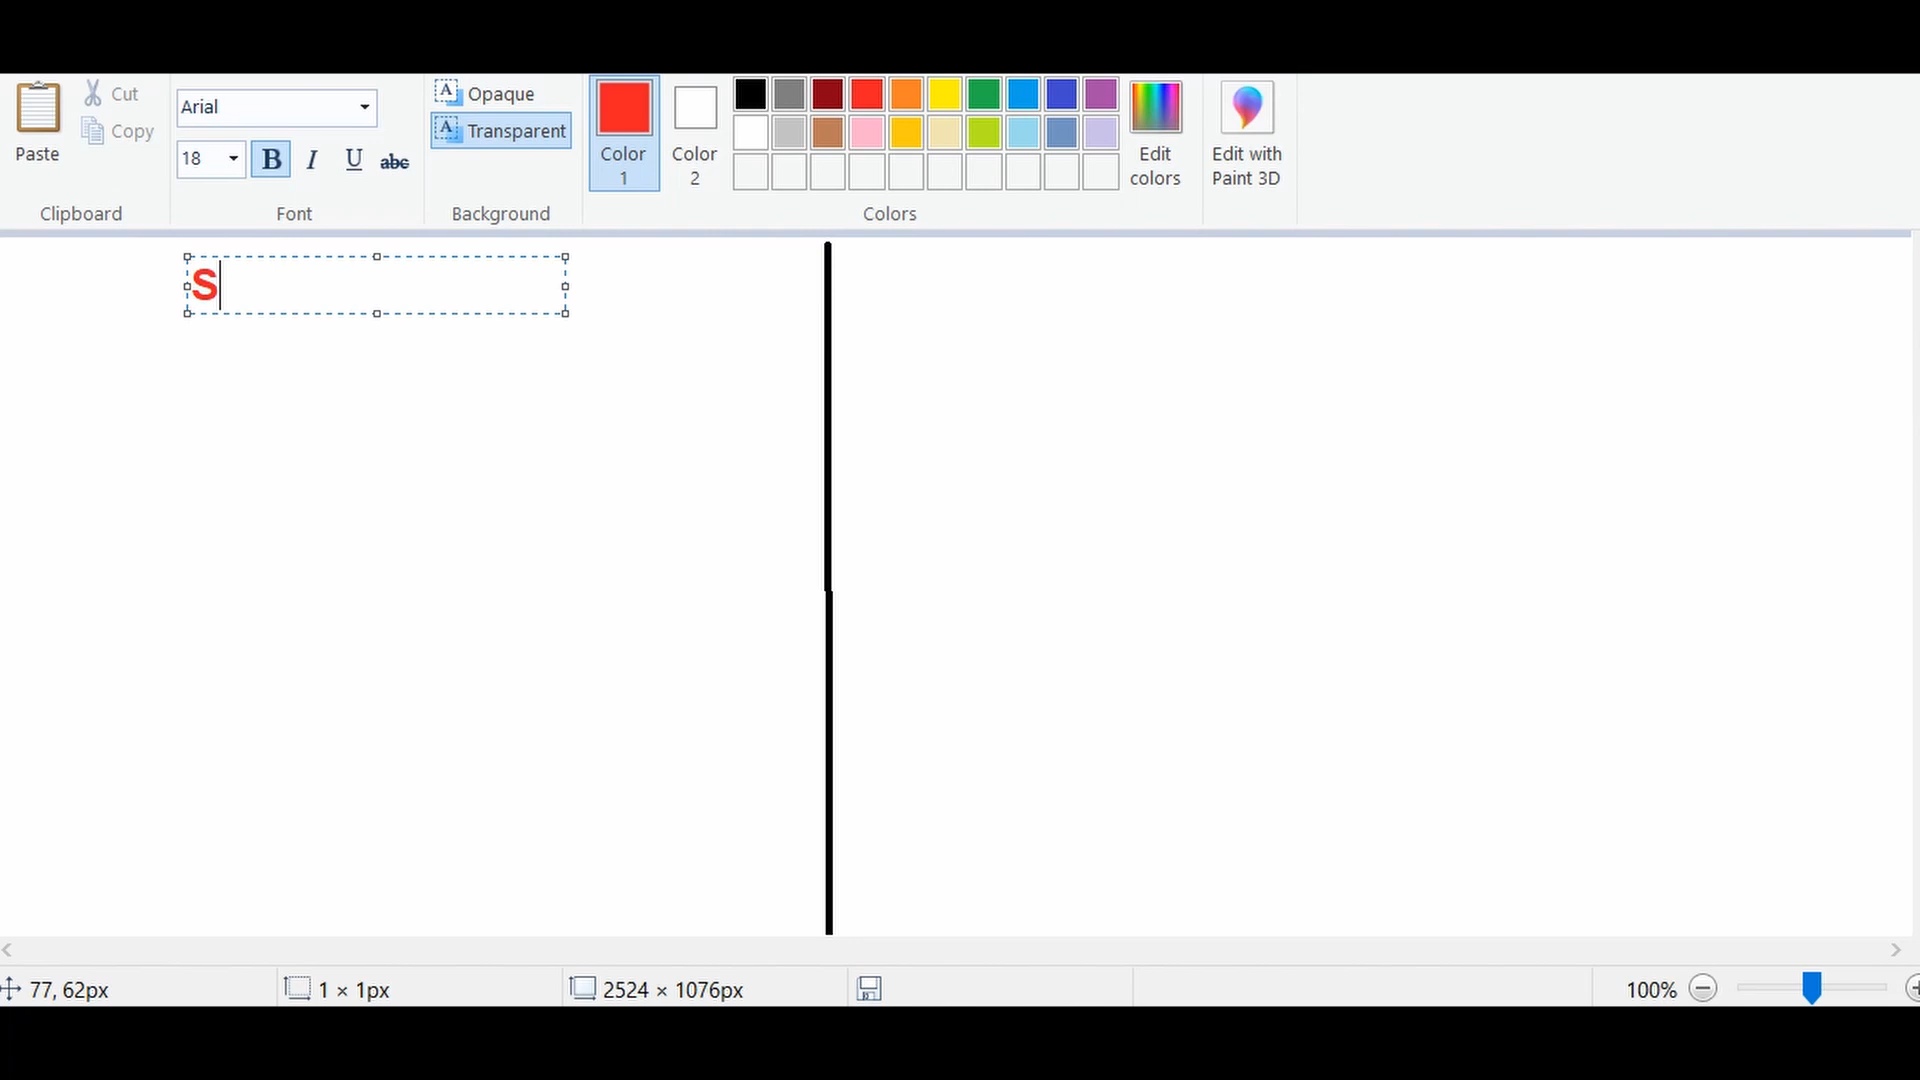 Paste
Cut
Copy
Clipboard
Arial
18
B I U abc
Font
Opaque
Transparent
Background
Color
1
Color
2
Edit
colors
Colors
Edit with
Paint 3D
S
77, 62px
1 × 1px
2524 × 1076px
100%